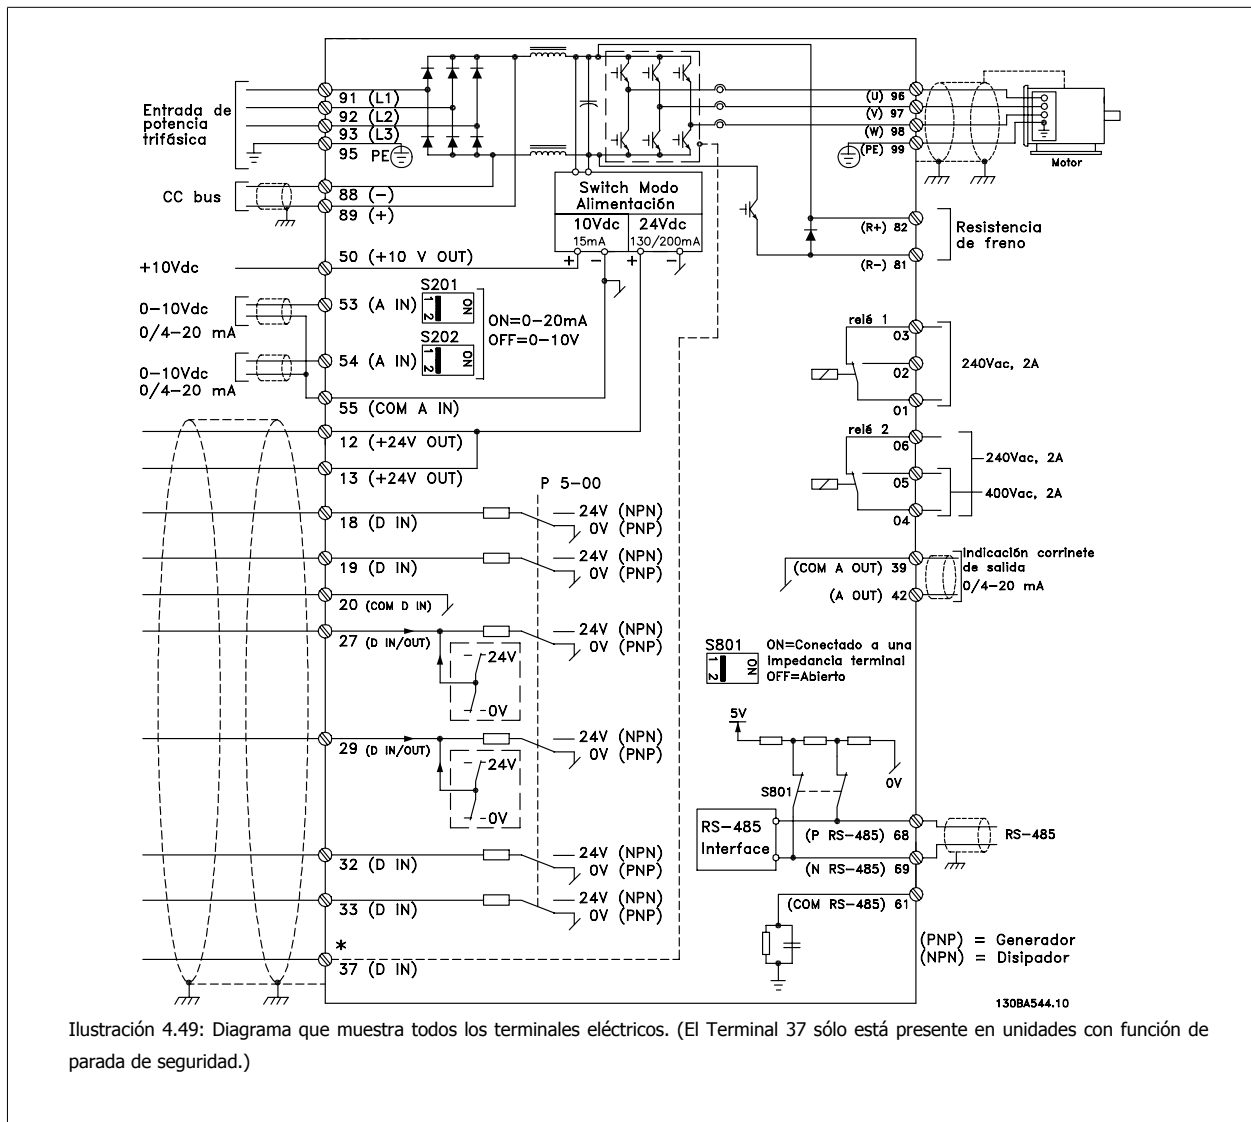 Entrada de
potencia
trifásica
91 (L1)
92 (L2)
93 (L3)
95 PE
CC bus
88 (−)
89 (+)
Switch Modo
Alimentación
10Vdc
15mA
24Vdc
130/200mA
+ − + −
+10Vdc
50 (+10 V OUT)
0−10Vdc
0/4−20 mA
53 (A IN)
S201
1 2
ON
ON=0−20mA
OFF=0−10V
0−10Vdc
0/4−20 mA
54 (A IN)
S202
1 2
ON
55 (COM A IN)
12 (+24V OUT)
13 (+24V OUT)
P 5-00
18 (D IN)
24V (NPN)
0V (PNP)
19 (D IN)
24V (NPN)
0V (PNP)
20 (COM D IN)
27 (D IN/OUT)
24V (NPN)
0V (PNP)
24V
0V
29 (D IN/OUT)
24V (NPN)
0V (PNP)
24V
0V
32 (D IN)
24V (NPN)
0V (PNP)
33 (D IN)
24V (NPN)
0V (PNP)
*
37 (D IN)
(U) 96
(V) 97
(W) 98
(PE) 99
Motor
(R+) 82
(R−) 81
Resistencia
de freno
relé 1
03
02
01
240Vac, 2A
relé 2
06
05
04
240Vac, 2A
400Vac, 2A
(COM A OUT) 39
(A OUT) 42
Indicación corrinete
de salida
0/4−20 mA
S801
1 2
ON
ON=Conectado a una
Impedancia terminal
OFF=Abierto
5V
S801
0V
RS−485
Interface
(P RS−485) 68
(N RS−485) 69
RS−485
(COM RS−485) 61
(PNP) = Generador
(NPN) = Disipador
130BA544.10
Ilustración 4.49: Diagrama que muestra todos los terminales eléctricos. (El Terminal 37 sólo está presente en unidades con función de
parada de seguridad.)